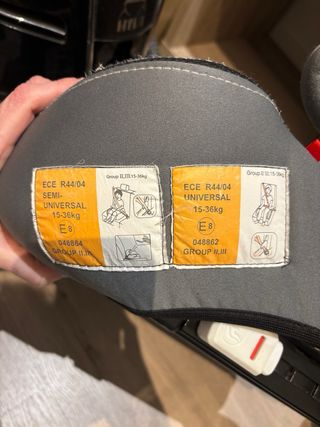 ECE R44/04
SEMI-
UNIVERSAL
15-36kg
E8
048864
GROUP II,III
Group II,III,15-36kg
ECE R44/04
UNIVERSAL
15-36kg
E8
048862
GROUP II,III
Group II,III,15-36kg